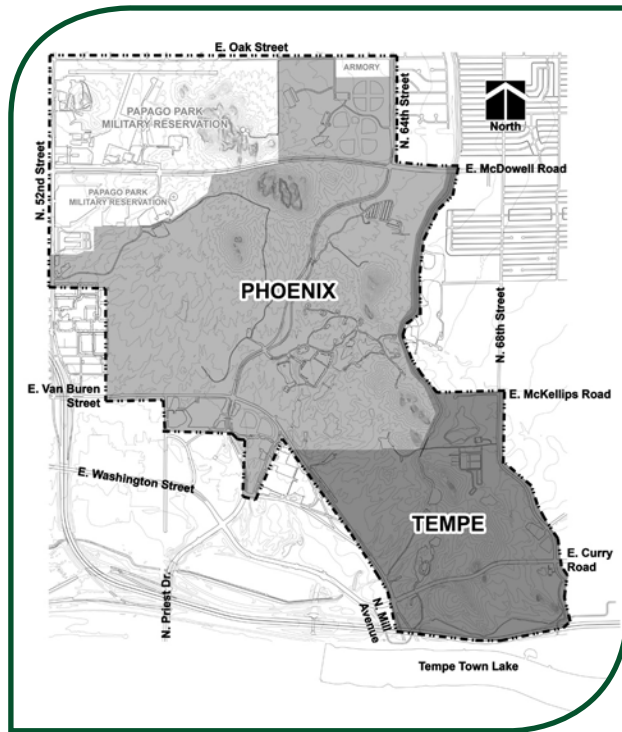 E. Oak Street
ARMORY
PAPAGO PARK
MILITARY RESERVATION
N. 64th Street
North
N. 52nd Street
E. McDowell Road
PAPAGO PARK
MILITARY RESERVATION
PHOENIX
N. 68th Street
E. Van Buren
Street
E. McKellips Road
E. Washington Street
TEMPE
E. Curry
Road
N. Priest Dr.
N. Mill
Avenue
Tempe Town Lake